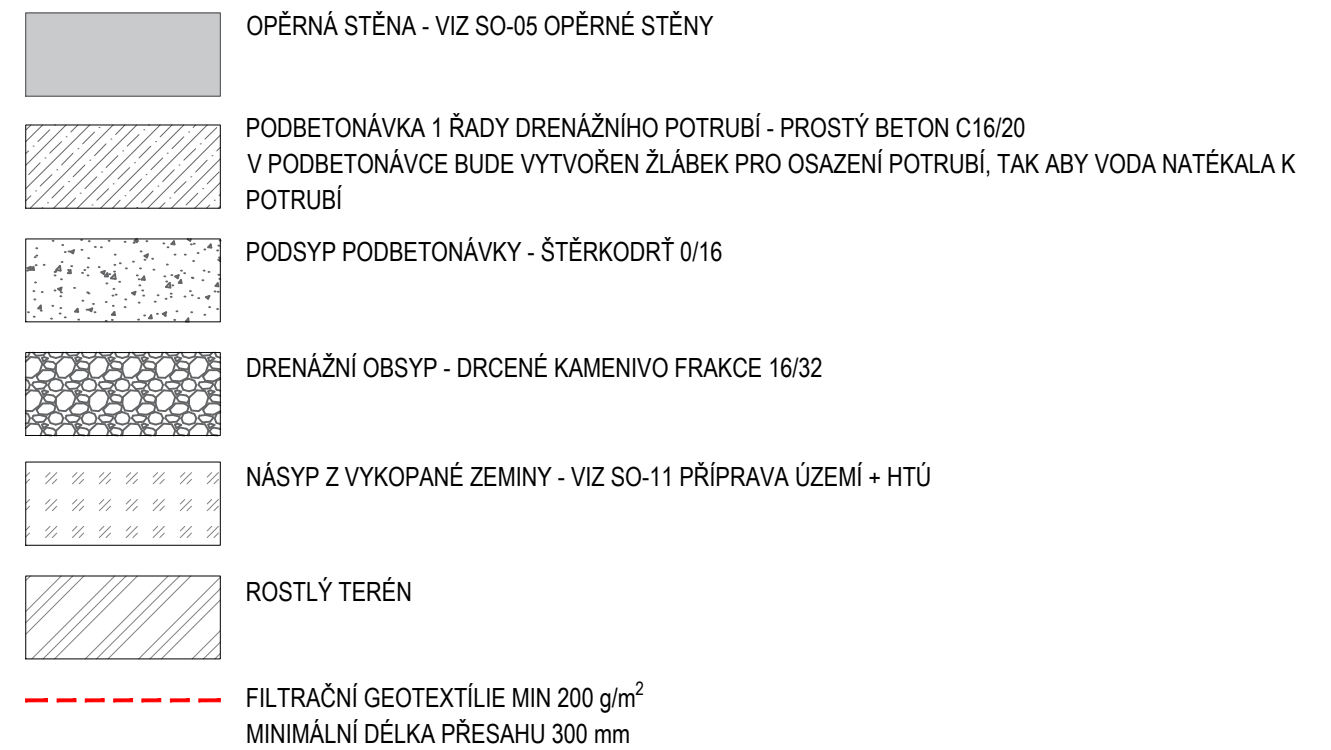 OPĚRNÁ STĚNA - VIZ SO-05 OPĚRNÉ STĚNY
PODBETONÁVKA 1 ŘADY DRENÁŽNÍHO POTRUBÍ - PROSTÝ BETON C16/20
V PODBETONÁVCE BUDE VYTVOŘEN ŽLÁBEK PRO OSAZENÍ POTRUBÍ, TAK ABY VODA NATÉKALA K
POTRUBÍ
PODSYP PODBETONÁVKY - ŠTĚRKODRŤ 0/16
DRENÁŽNÍ OBSYP - DRCENÉ KAMENIVO FRAKCE 16/32
NÁSYP Z VYKOPANÉ ZEMINY - VIZ SO-11 PŘÍPRAVA ÚZEMÍ + HTÚ
ROSTLÝ TERÉN
FILTRAČNÍ GEOTEXTÍLIE MIN 200 g/m²
MINIMÁLNÍ DÉLKA PŘESAHU 300 mm